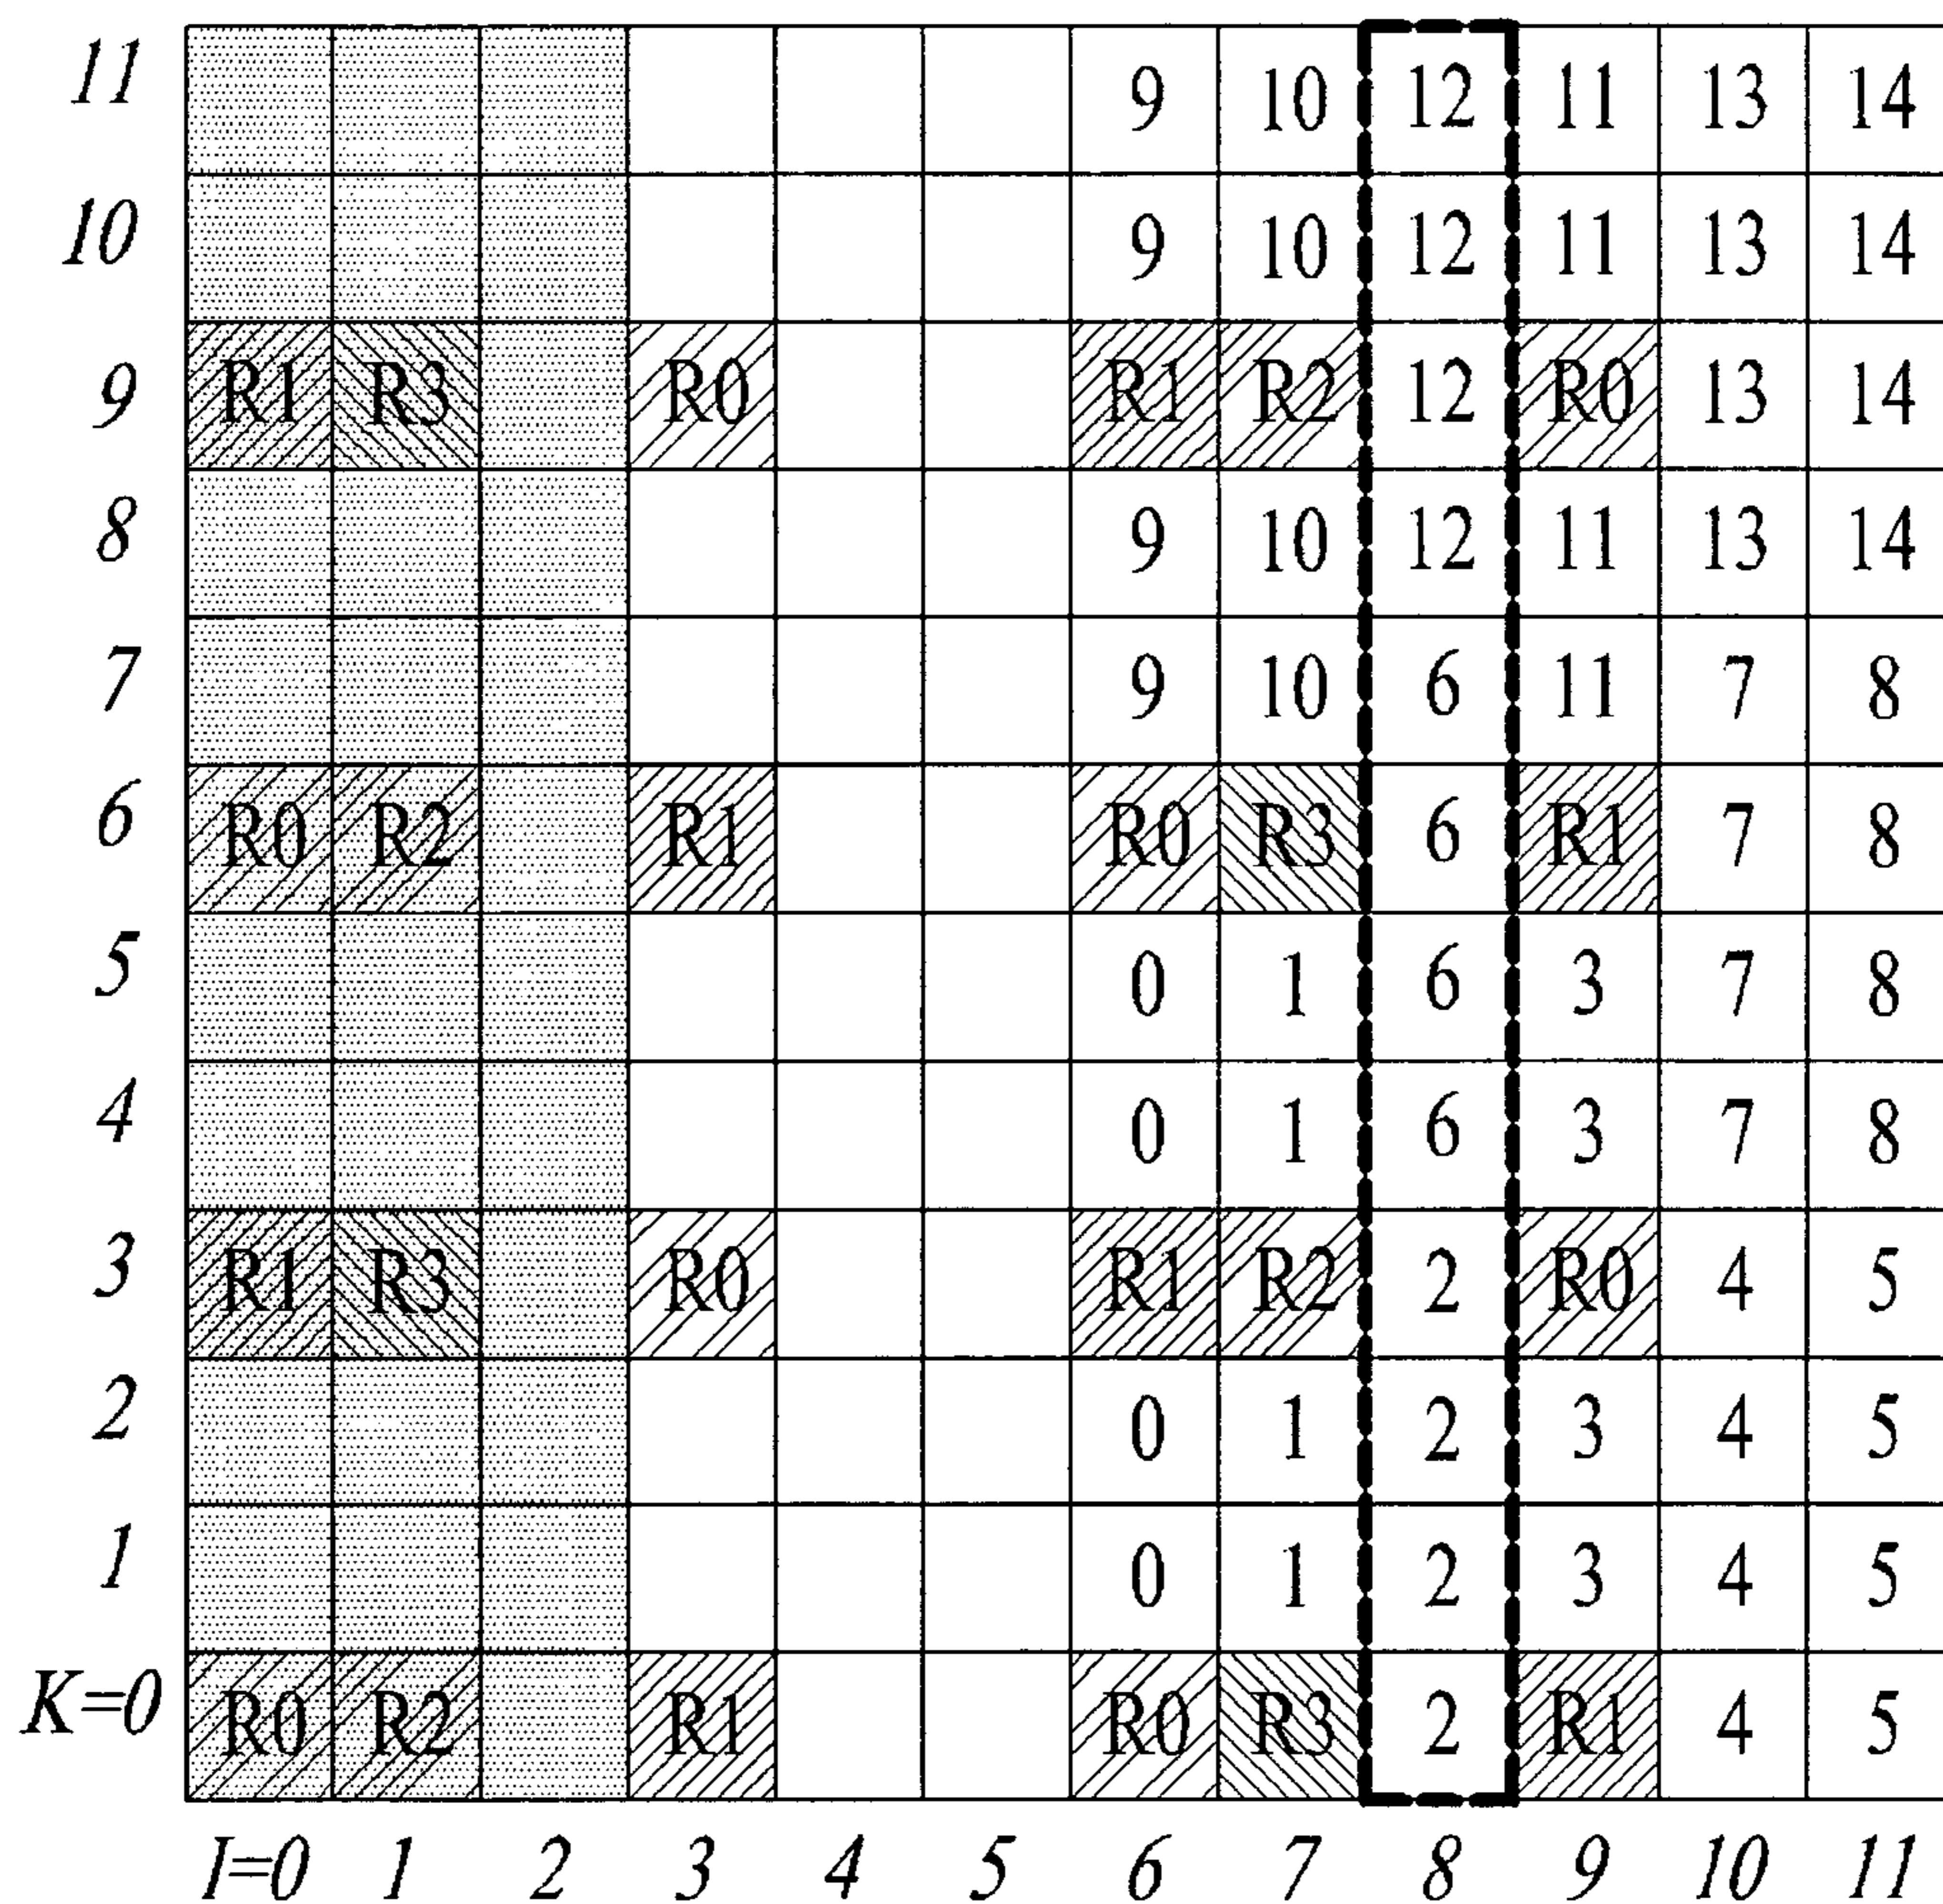 11 9 10 12 11 13 14
10 9 10 12 11 13 14
9 R1 R3 R0 R1 R2 12 R0 13 14
8 9 10 12 11 13 14
7 9 10 6 11 7 8
6 R0 R2 R1 R0 R3 6 R1 7 8
5 0 1 6 3 7 8
4 0 1 6 3 7 8
3 R1 R3 R0 R1 R2 2 R0 4 5
2 0 1 2 3 4 5
1 0 1 2 3 4 5
K=0 R0 R2 R1 R0 R3 2 R1 4 5
I=0 1 2 3 4 5 6 7 8 9 10 11